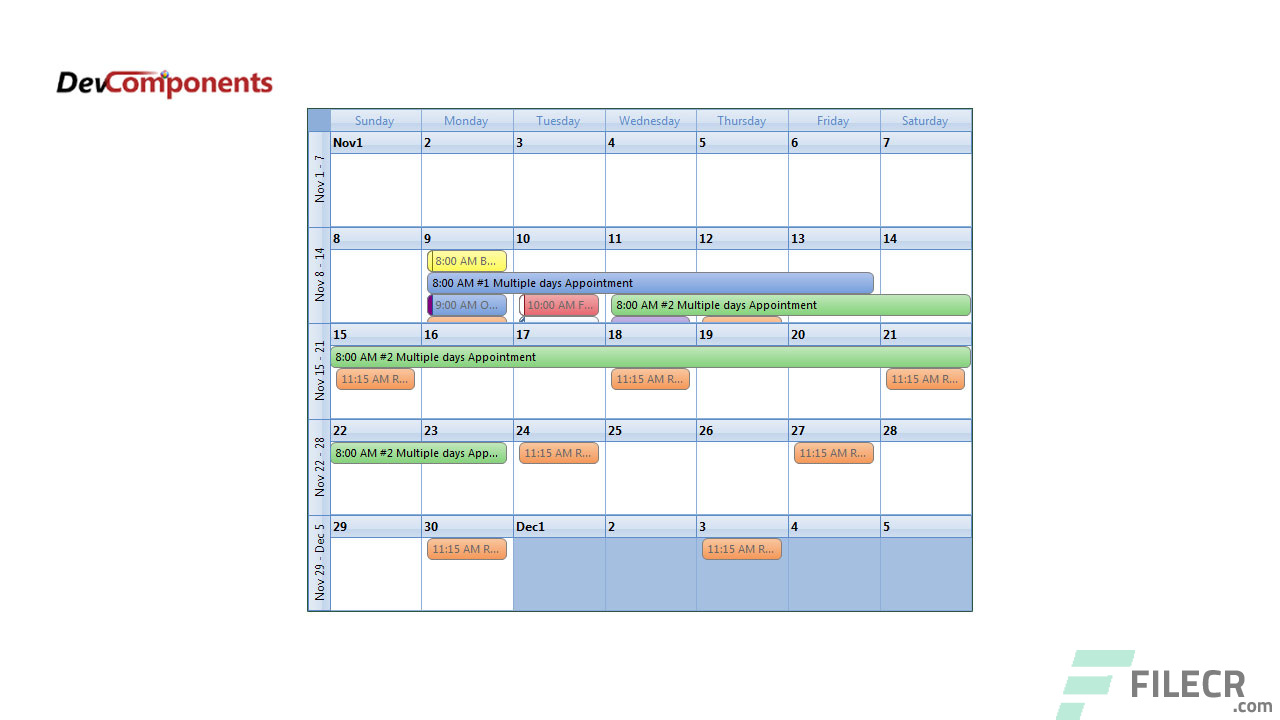 DevComponents
Sunday Monday Tuesday Wednesday Thursday Friday Saturday
Nov 1 - 7
Nov1 2 3 4 5 6 7
Nov 8 - 14
8 9 10 11 12 13 14
8:00 AM B...
8:00 AM #1 Multiple days Appointment
9:00 AM O... 10:00 AM F... 8:00 AM #2 Multiple days Appointment
Nov 15 - 21
15 16 17 18 19 20 21
8:00 AM #2 Multiple days Appointment
11:15 AM R... 11:15 AM R... 11:15 AM R...
Nov 22 - 28
22 23 24 25 26 27 28
8:00 AM #2 Multiple days App... 11:15 AM R... 11:15 AM R...
Nov 29 - Dec 5
29 30 Dec1 2 3 4 5
11:15 AM R... 11:15 AM R...
FILECR
.com